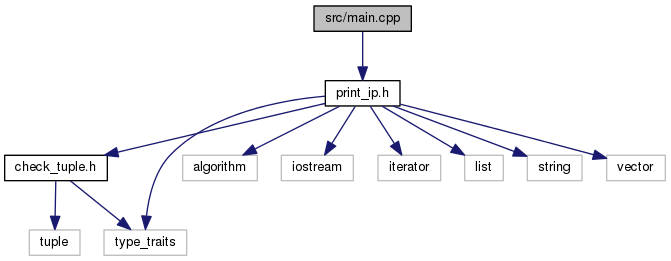 src/main.cpp
print_ip.h
check_tuple.h
algorithm
iostream
iterator
list
string
vector
tuple
type_traits